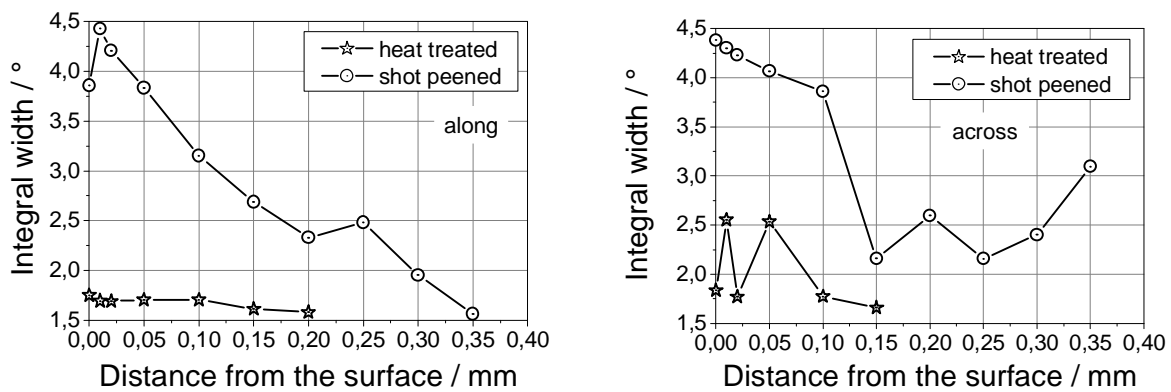 4,5
4,0
3,5
3,0
2,5
2,0
1,5
Integral width / °
heat treated
shot peened
along
0,00 0,05 0,10 0,15 0,20 0,25 0,30 0,35 0,40
Distance from the surface / mm
4.5
4.0
3.5
3.0
2.5
2.0
1.5
Integral width / °
heat treated
shot peened
across
0,00 0,05 0,10 0,15 0,20 0,25 0,30 0,35 0,40
Distance from the surface / mm